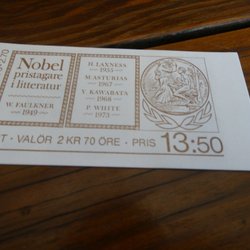 Nobel
pristagare
i litteratur
W. FAULKNER
1949
H. LAXNESS
1955
M. ASTURIAS
1967
Y. KAWABATA
1968
P. WHITE
1973
VALÖR 2 KR 70 ÖRE · PRIS 13:50